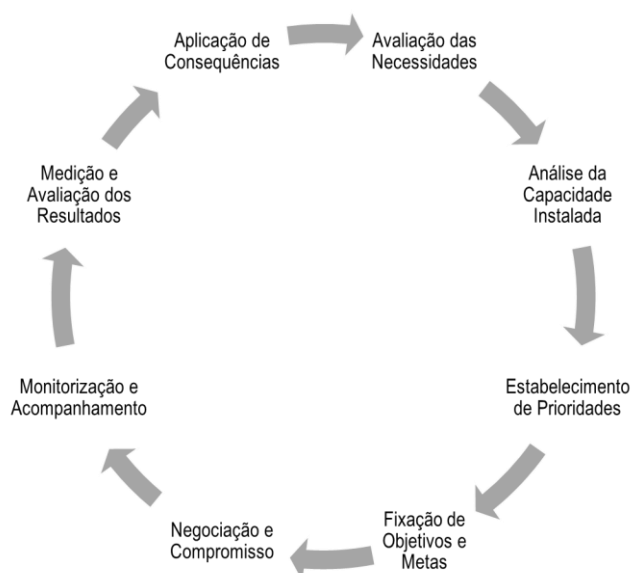 Aplicação de
Consequências
Avaliação das
Necessidades
Análise da
Capacidade
Instalada
Estabelecimento
de Prioridades
Fixação de
Objetivos e
Metas
Negociação e
Compromisso
Monitorização e
Acompanhamento
Medição e
Avaliação dos
Resultados